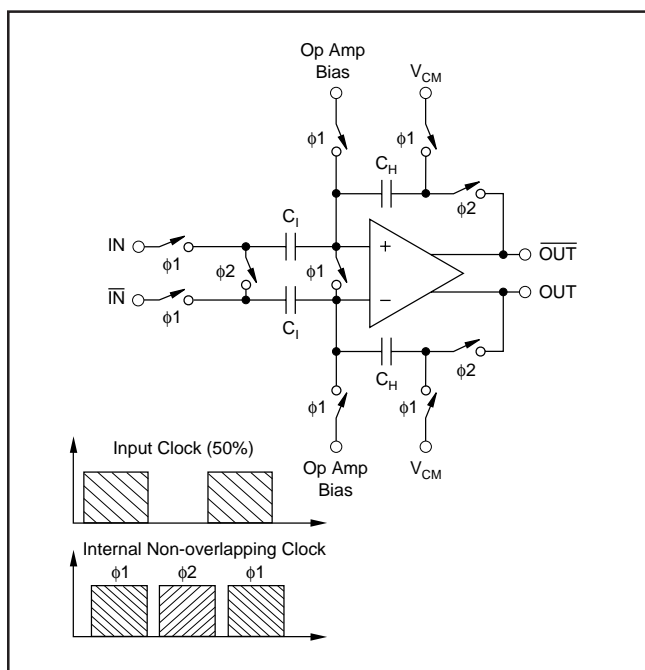 Op Amp
Bias
V_CM
φ1
φ1
C_H
φ2
IN
φ1
C_I
φ2
φ1
+
OUT̅
I̅N̅
φ1
C_I
−
OUT
C_H
φ2
φ1
φ1
Op Amp
Bias
V_CM
Input Clock (50%)
Internal Non-overlapping Clock
φ1 φ2 φ1